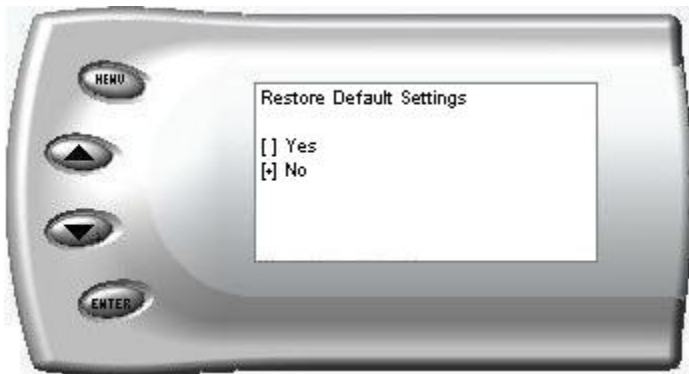 MENU
Restore Default Settings
[ ] Yes
[+] No
ENTER